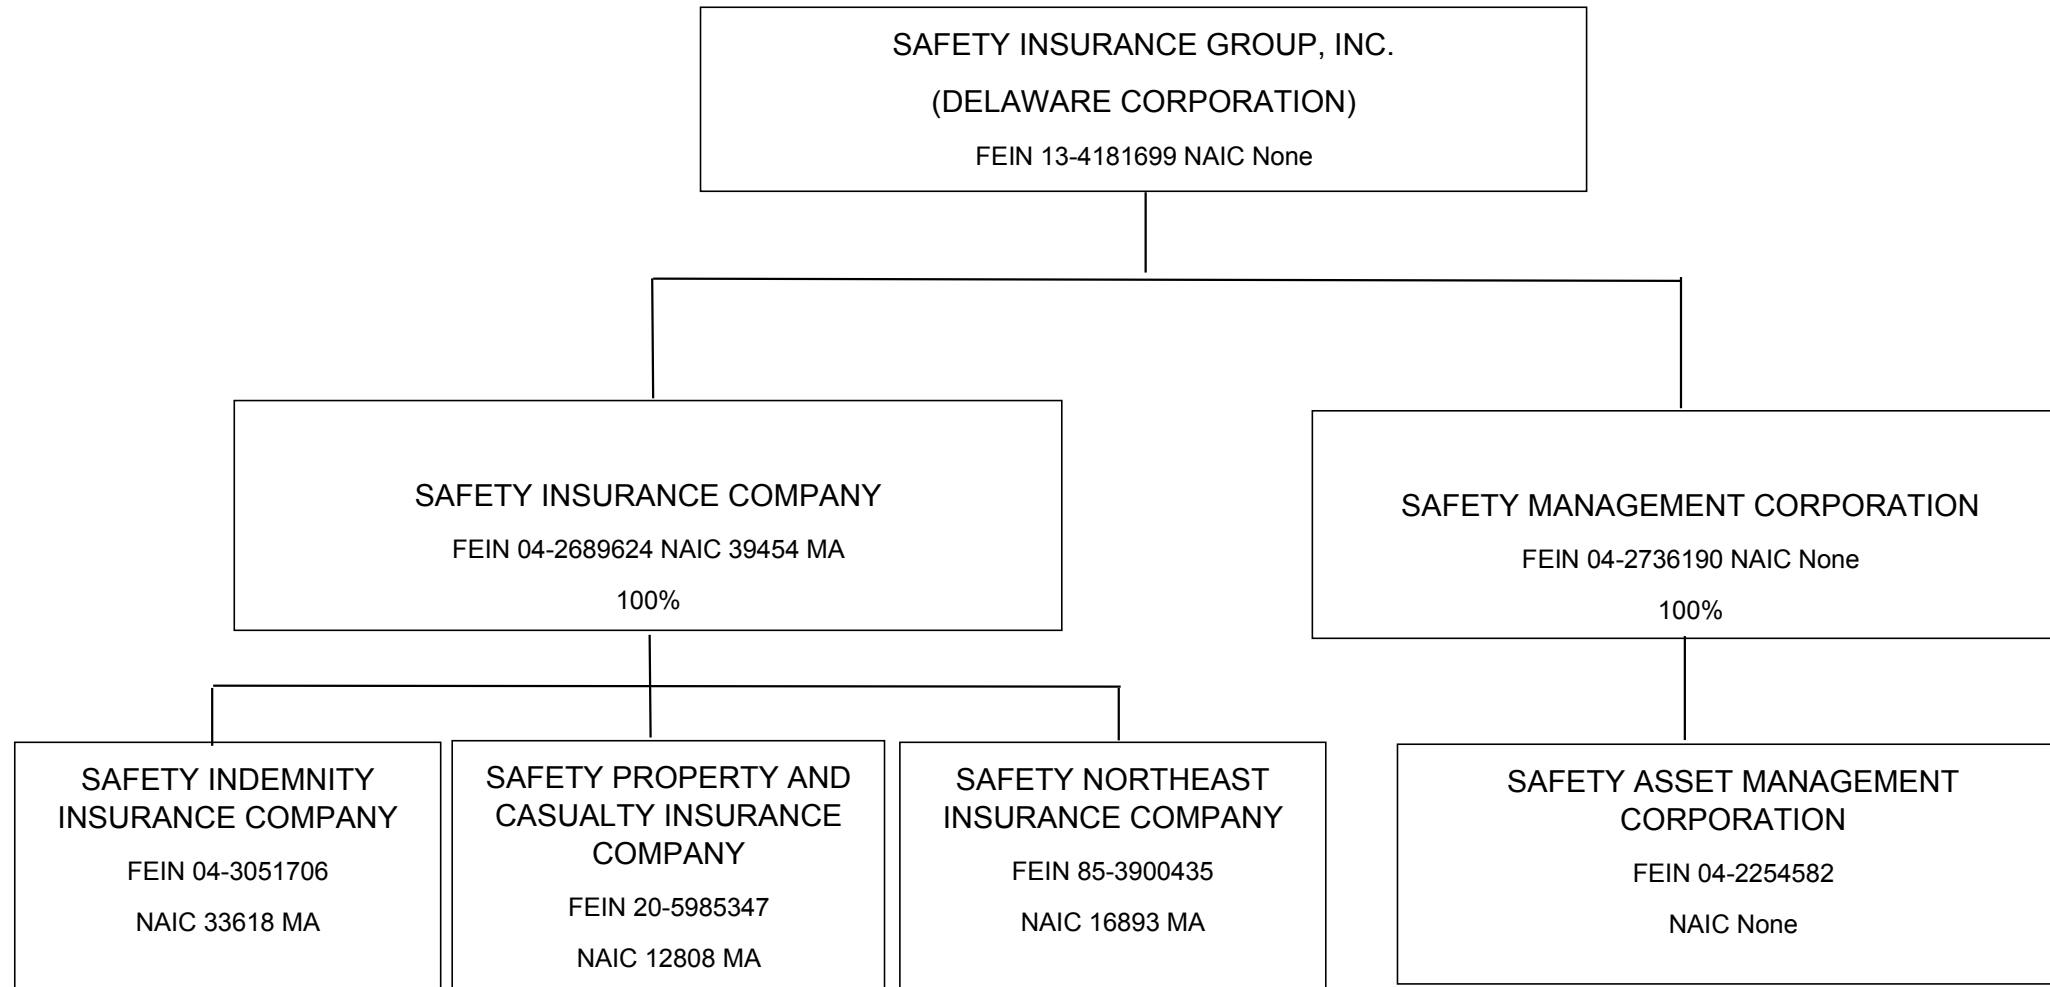 SAFETY INSURANCE GROUP, INC.
(DELAWARE CORPORATION)
FEIN 13-4181699 NAIC None
SAFETY INSURANCE COMPANY
FEIN 04-2689624 NAIC 39454 MA
100%
SAFETY MANAGEMENT CORPORATION
FEIN 04-2736190 NAIC None
100%
SAFETY INDEMNITY
INSURANCE COMPANY
FEIN 04-3051706
NAIC 33618 MA
SAFETY PROPERTY AND
CASUALTY INSURANCE
COMPANY
FEIN 20-5985347
NAIC 12808 MA
SAFETY NORTHEAST
INSURANCE COMPANY
FEIN 85-3900435
NAIC 16893 MA
SAFETY ASSET MANAGEMENT
CORPORATION
FEIN 04-2254582
NAIC None